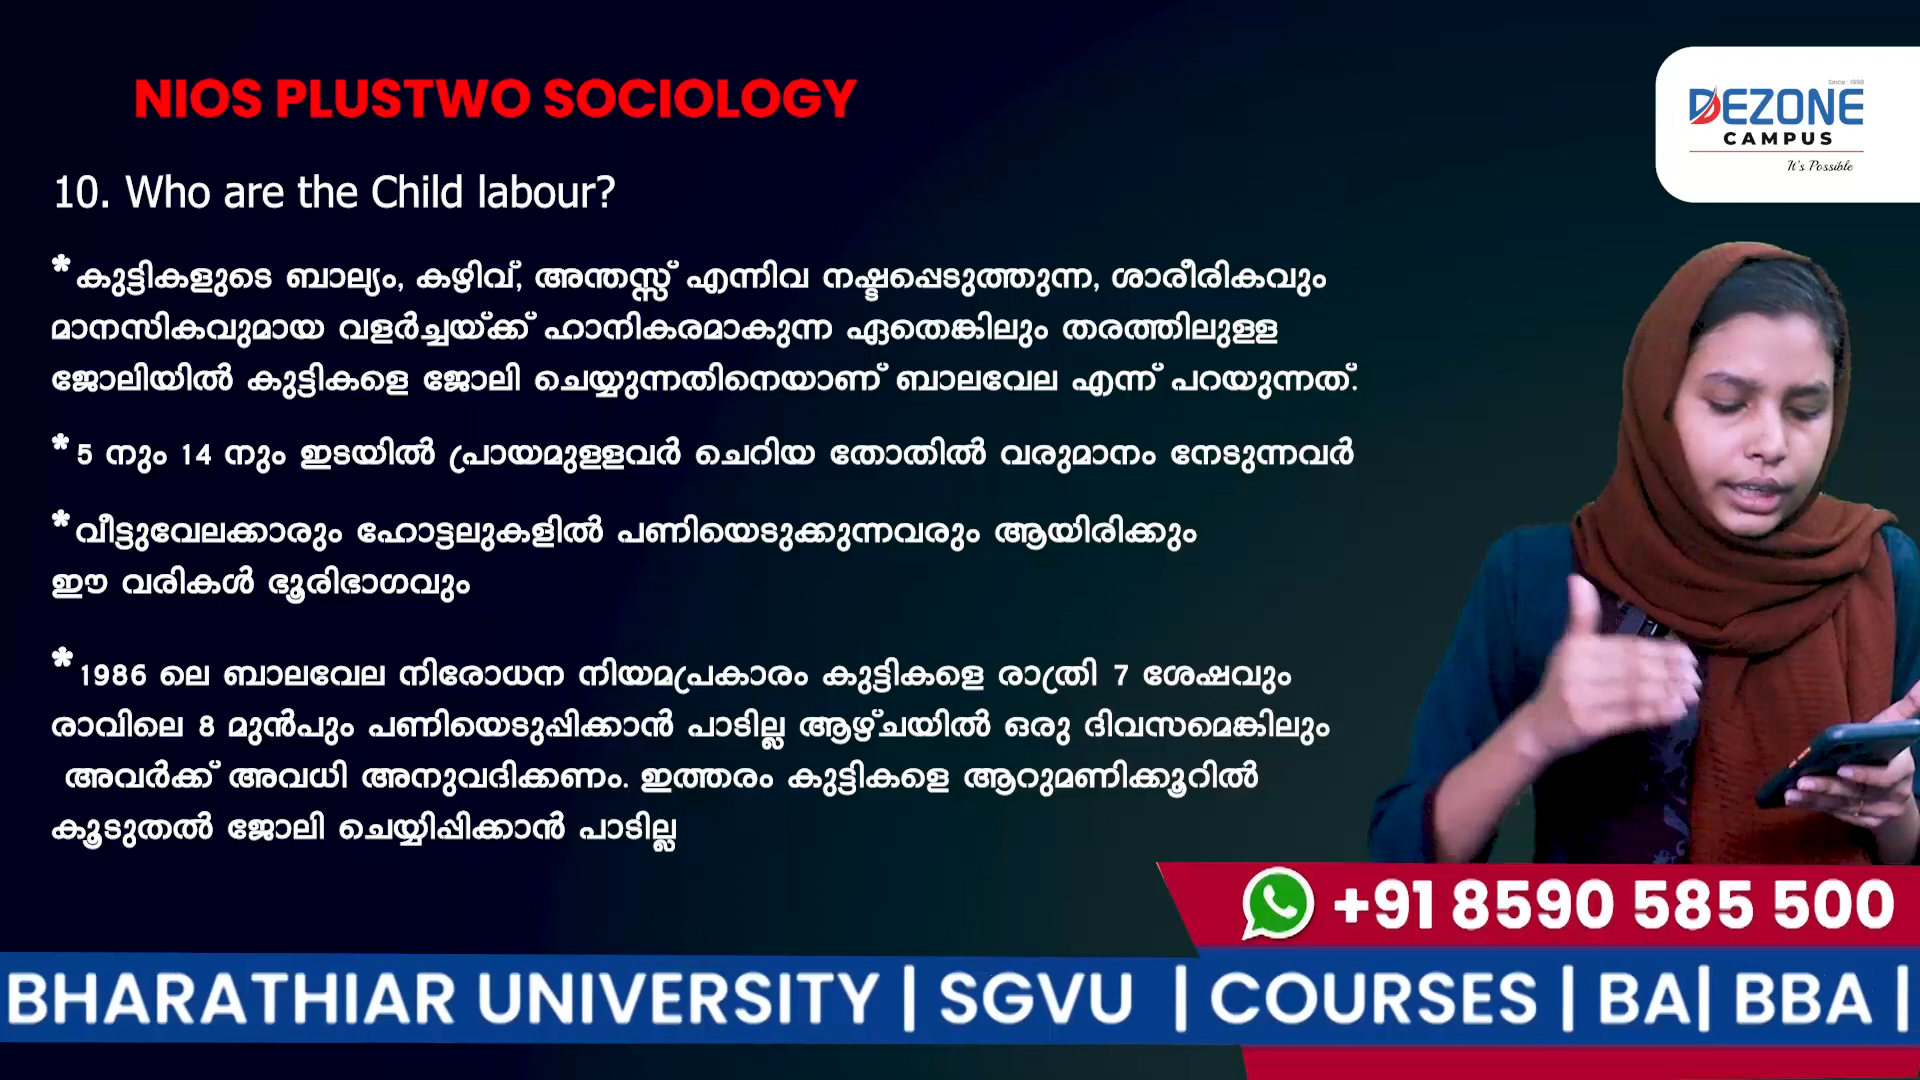 NIOS PLUSTWO SOCIOLOGY
Since : 1998
DEZONE
CAMPUS
It's Possible
10. Who are the Child labour?
*കുട്ടികളുടെ ബാല്യം, കഴിവ്, അന്തസ്സ് എന്നിവ നഷ്ടപ്പെടുത്തുന്ന, ശാരീരികവും
മാനസികവുമായ വളർച്ചയ്ക്ക് ഹാനികരമാകുന്ന ഏതെങ്കിലും തരത്തിലുള്ള
ജോലിയിൽ കുട്ടികളെ ജോലി ചെയ്യുന്നതിനെയാണ് ബാലവേല എന്ന് പറയുന്നത്.
*5 നും 14 നും ഇടയിൽ പ്രായമുളളവർ ചെറിയ തോതിൽ വരുമാനം നേടുന്നവർ
*വീട്ടുവേലക്കാരും ഹോട്ടലുകളിൽ പണിയെടുക്കുന്നവരും ആയിരിക്കും
ഈ വരികൾ ഭൂരിഭാഗവും
*1986 ലെ ബാലവേല നിരോധന നിയമപ്രകാരം കുട്ടികളെ രാത്രി 7 ശേഷവും
രാവിലെ 8 മുൻപും പണിയെടുപ്പിക്കാൻ പാടില്ല ആഴ്ചയിൽ ഒരു ദിവസമെങ്കിലും
അവർക്ക് അവധി അനുവദിക്കണം. ഇത്തരം കുട്ടികളെ ആറുമണിക്കൂറിൽ
കൂടുതൽ ജോലി ചെയ്യിപ്പിക്കാൻ പാടില്ല
+91 8590 585 500
BHARATHIAR UNIVERSITY | SGVU | COURSES | BA| BBA |